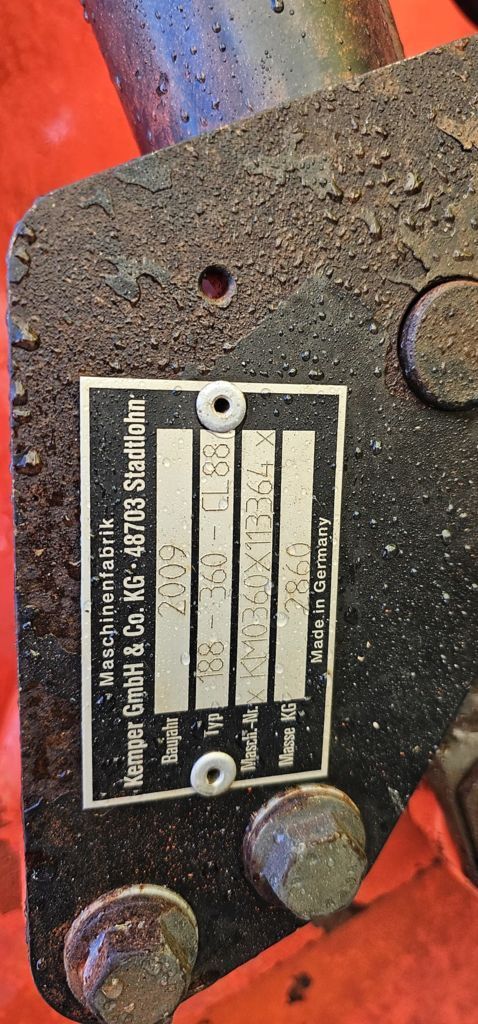 Maschinenfabrik
Kemper GmbH & Co. KG · 48703 Stadtlohn
Baujahr 2009
Typ 188 - 360 - CL88
Masch.-Nr. × KM0360X113364 ×
Masse KG 2860
Made in Germany